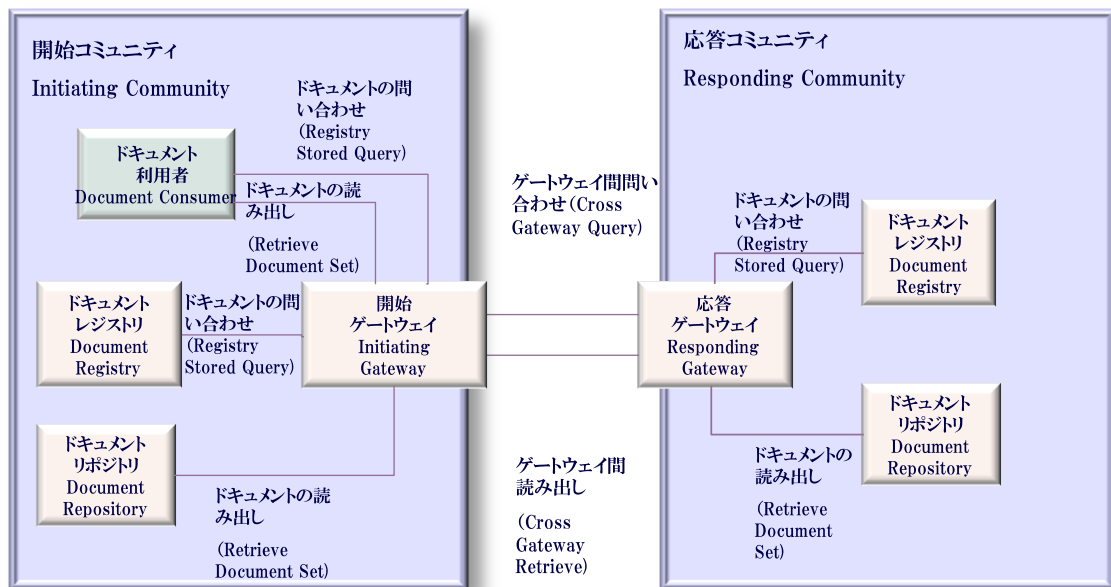 開始コミュニティ
Initiating Community
ドキュメントの問
い合わせ
(Registry
Stored Query)
ドキュメント
利用者
Document Consumer
ドキュメントの読
み出し
(Retrieve
Document Set)
ドキュメント
レジストリ
Document
Registry
ドキュメントの問
い合わせ
(Registry
Stored Query)
開始
ゲートウェイ
Initiating
Gateway
ドキュメント
リポジトリ
Document
Repository
ドキュメントの読
み出し
(Retrieve
Document Set)
ゲートウェイ間問い
合わせ(Cross
Gateway Query)
ゲートウェイ間
読み出し
(Cross
Gateway
Retrieve)
応答コミュニティ
Responding Community
ドキュメントの問
い合わせ
(Registry
Stored Query)
ドキュメント
レジストリ
Document
Registry
応答
ゲートウェイ
Responding
Gateway
ドキュメント
リポジトリ
Document
Repository
ドキュメントの
読み出し
(Retrieve
Document
Set)